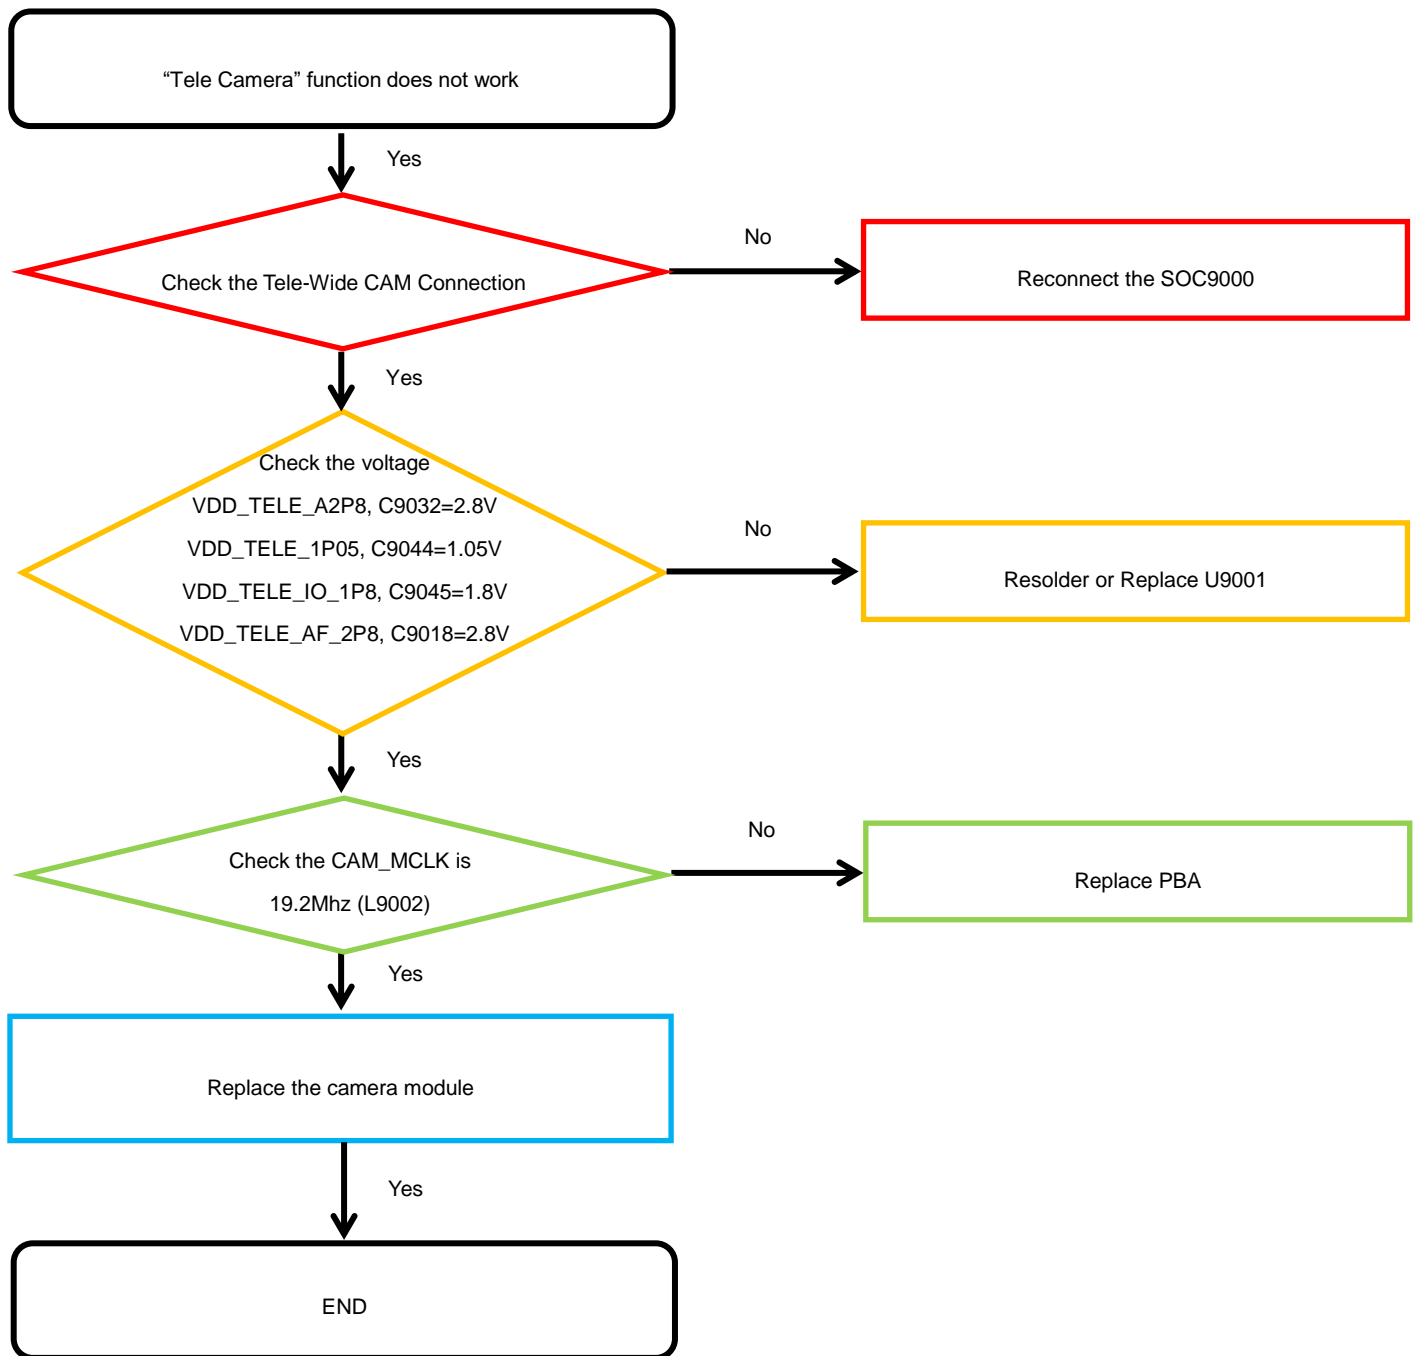 “Tele Camera” function does not work
Yes
Check the Tele-Wide CAM Connection
No
Reconnect the SOC9000
Yes
Check the voltage
VDD_TELE_A2P8, C9032=2.8V
VDD_TELE_1P05, C9044=1.05V
VDD_TELE_IO_1P8, C9045=1.8V
VDD_TELE_AF_2P8, C9018=2.8V
No
Resolder or Replace U9001
Yes
Check the CAM_MCLK is
19.2Mhz (L9002)
No
Replace PBA
Yes
Replace the camera module
Yes
END